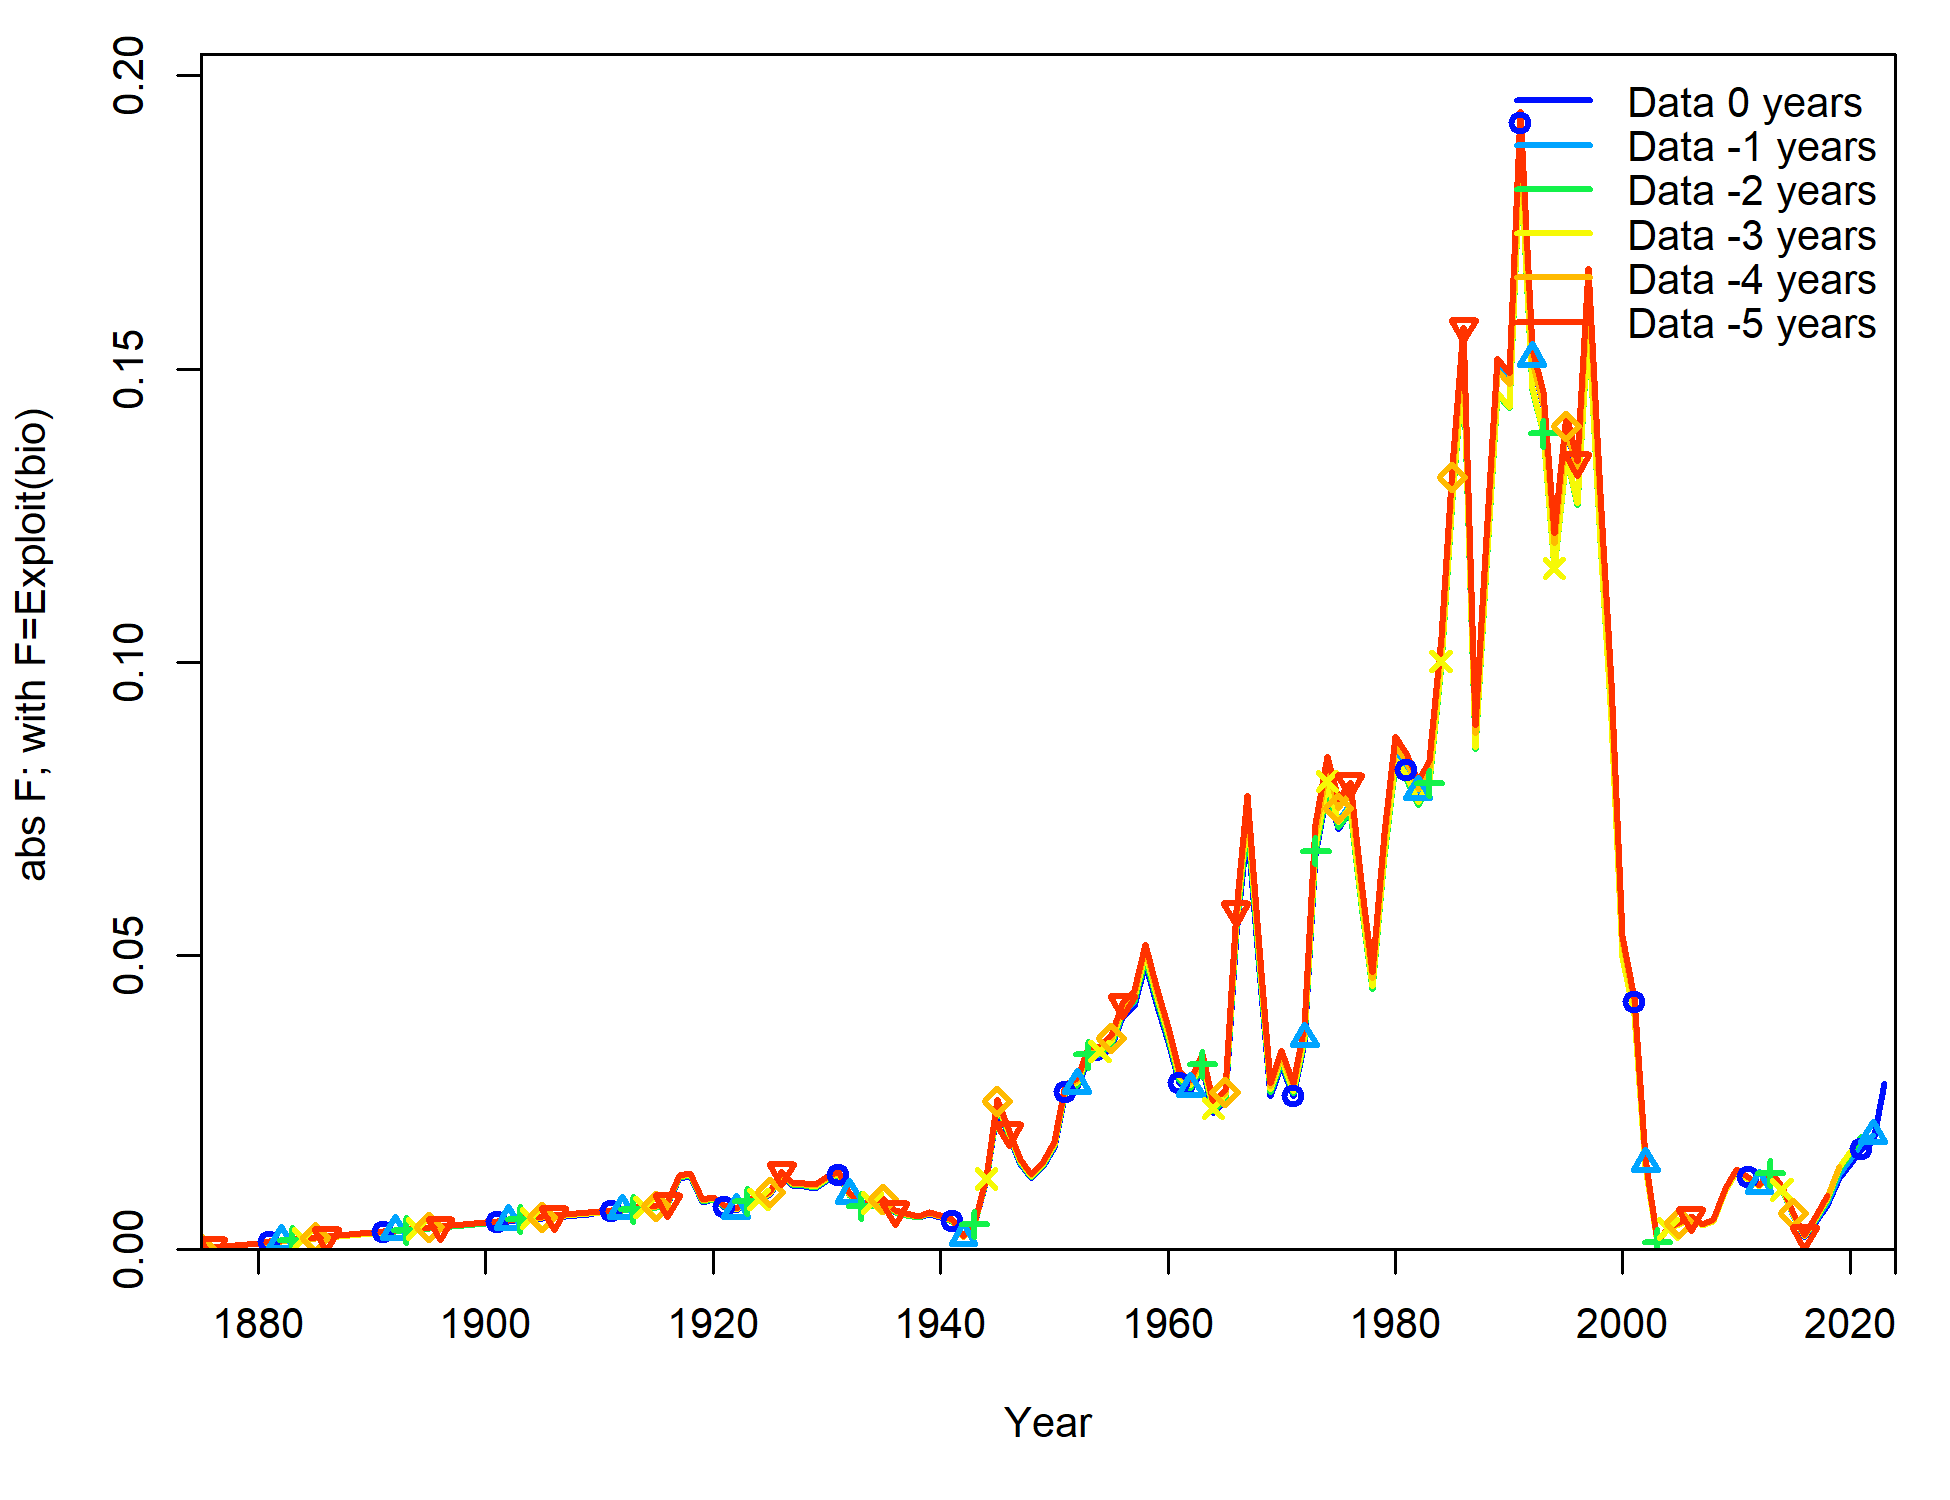 abs F; with F=Exploit(bio)
0.20
0.15
0.10
0.05
0.00
Data 0 years
Data -1 years
Data -2 years
Data -3 years
Data -4 years
Data -5 years
1880 1900 1920 1940 1960 1980 2000 2020
Year